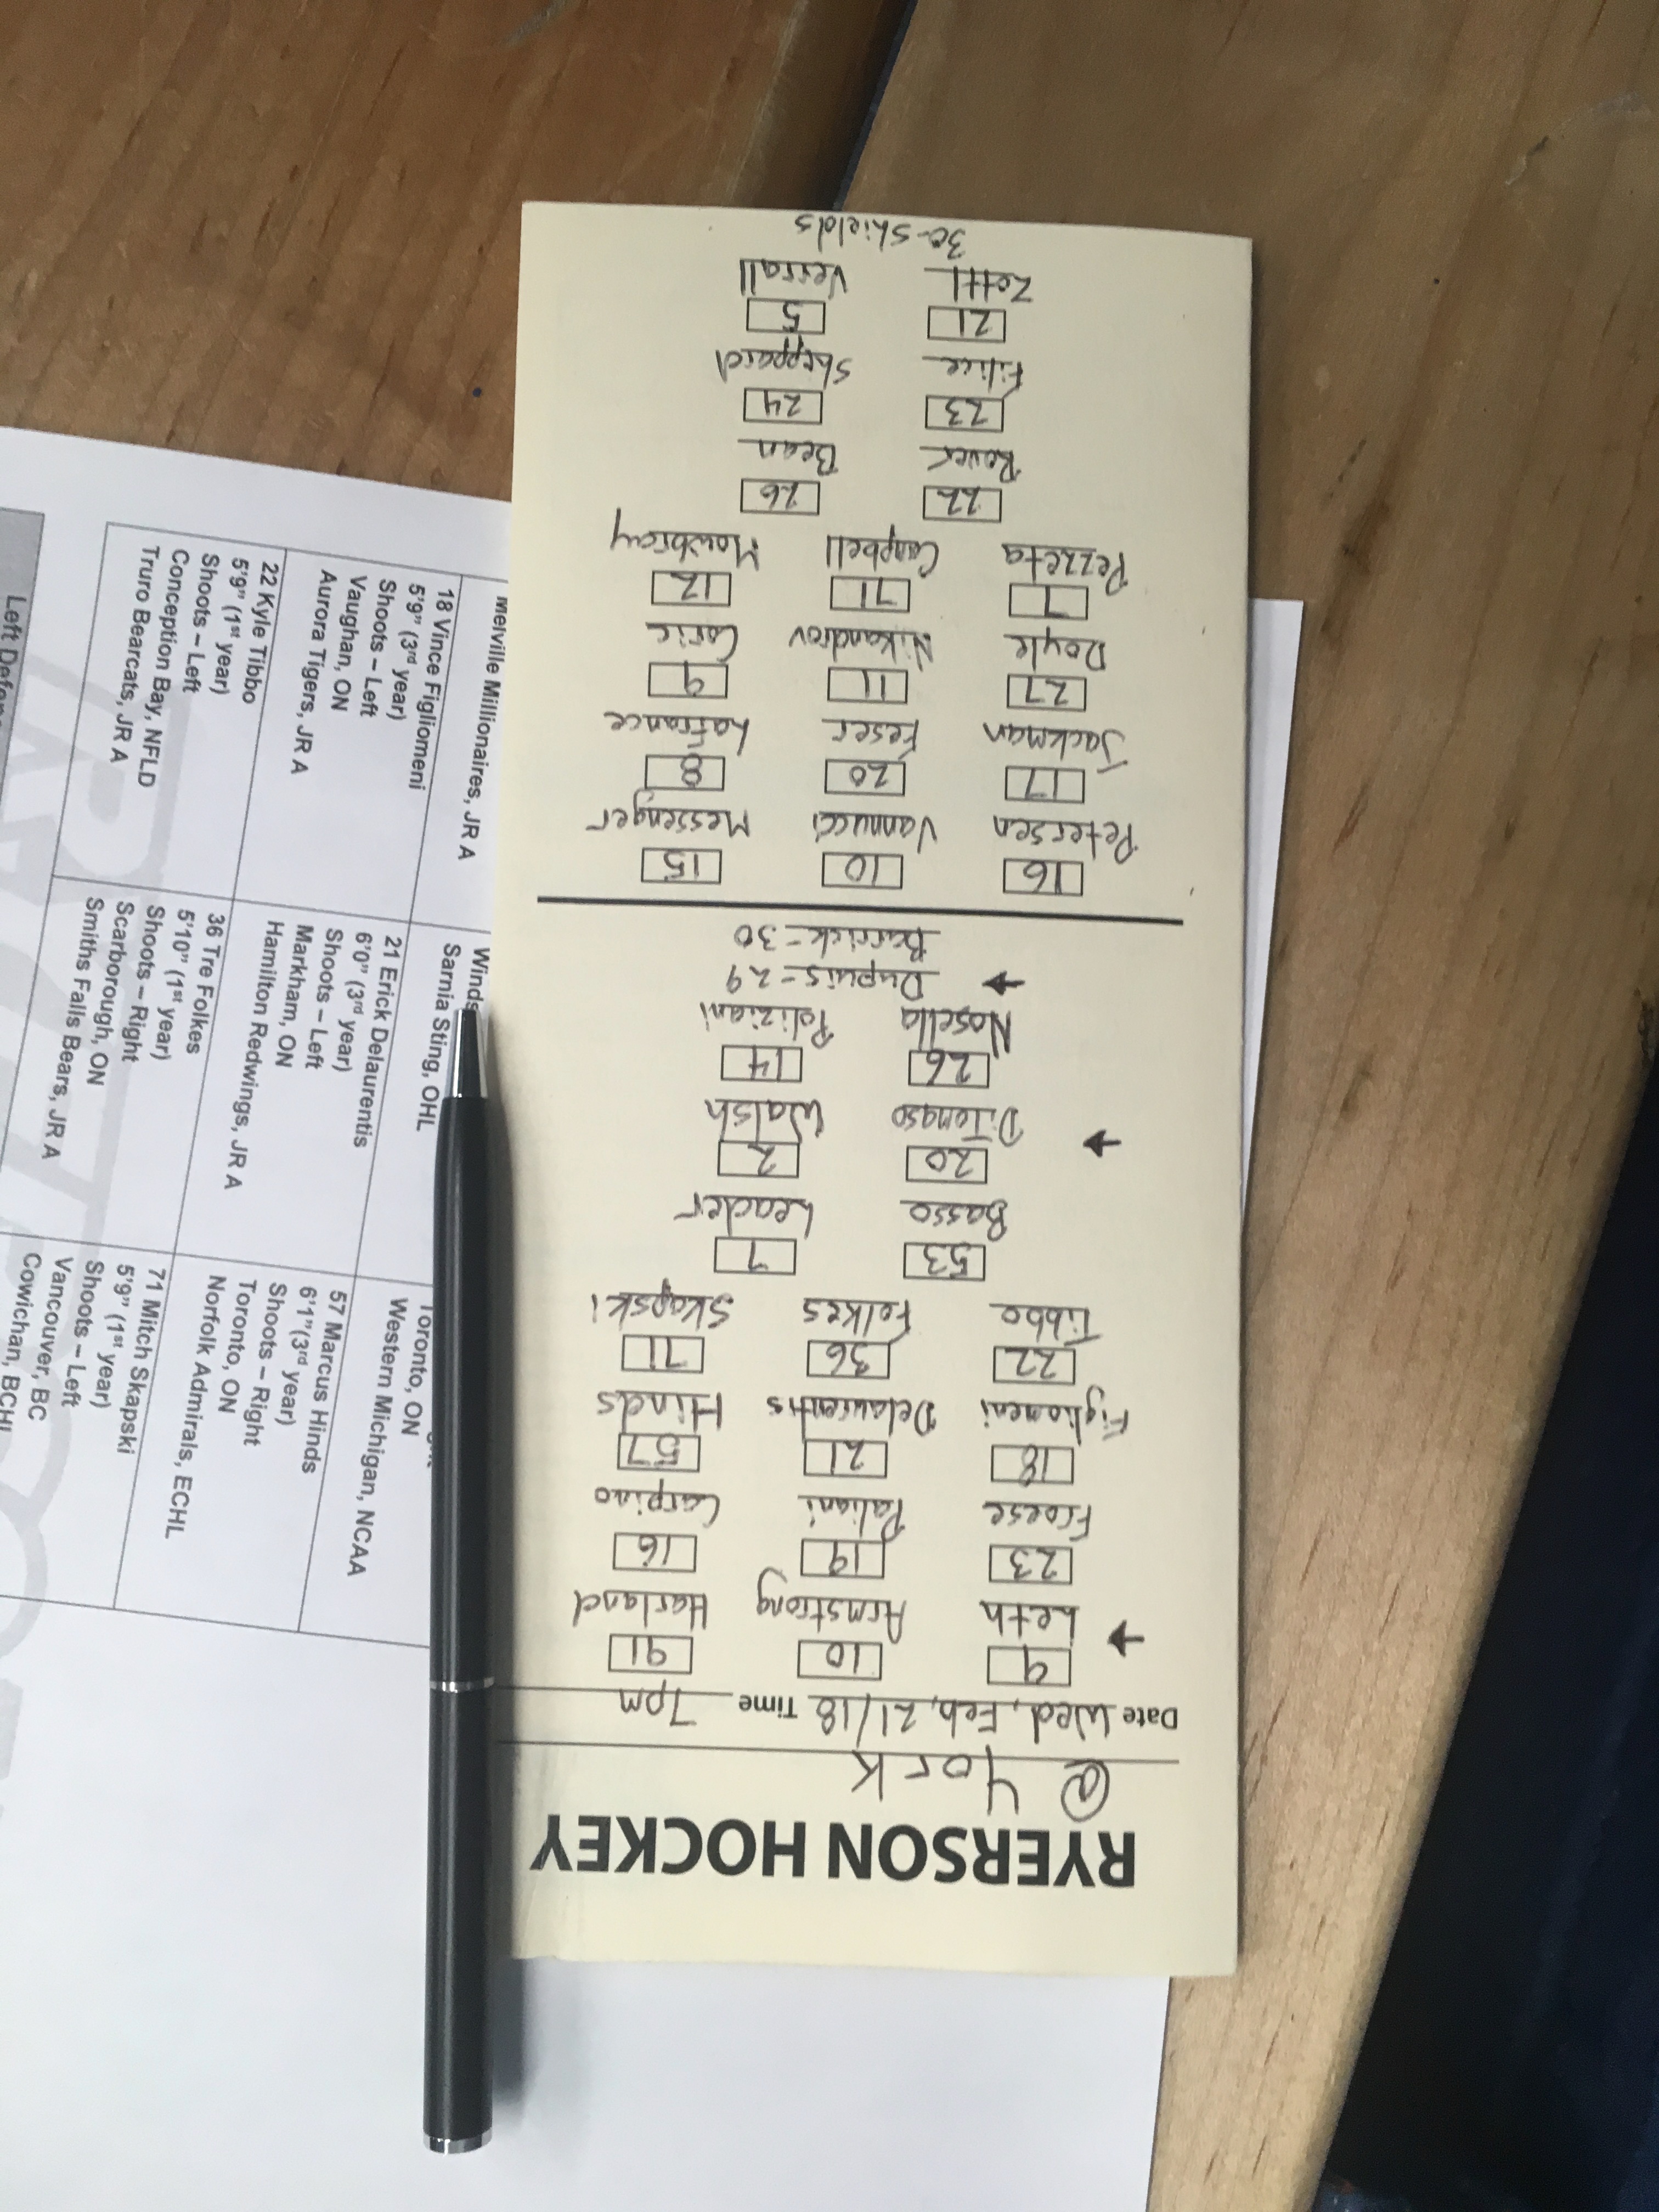 RYERSON HOCKEY
@ York
Date Wed, Feb, 21/18 Time 7pm
9 10 91
Leth Armstrong Harland
23 19 16
Froese Paliani Carpino
18 21 57
Figliomeni Delaurentis Hinds
22 36 71
Tibbo Folkes Skapski
53 7
Basso Leader
20 2
DiTomaso Walsh
26 14
Nosella Poliziani
Dupuis = 29
Barrick = 30
16 10 15
Petersen Vannucci Messenger
17 20 8
Jackman Feser Lafrance
27 11 9
Doyle Nikandrov Coric
7 71 12
Pezzeta Campbell Mowbray
22 26
Rover Bean
23 24
Filice Sheppard
21 5
Zettl Verrall
30-Shields
Melville Millionaires, JR A
Sarnia Sting, OHL
Toronto, ON
Western Michigan, NCAA
18 Vince Figliomeni
5'9" (3rd year)
Shoots – Left
Vaughan, ON
Aurora Tigers, JR A
21 Erick Delaurentis
6'0" (3rd year)
Shoots – Left
Markham, ON
Hamilton Redwings, JR A
57 Marcus Hinds
6'1"(3rd year)
Shoots – Right
Toronto, ON
Norfolk Admirals, ECHL
22 Kyle Tibbo
5'9" (1st year)
Shoots – Left
Conception Bay, NFLD
Truro Bearcats, JR A
36 Tre Folkes
5'10" (1st year)
Shoots – Right
Scarborough, ON
Smiths Falls Bears, JR A
71 Mitch Skapski
5'9" (1st year)
Shoots – Left
Vancouver, BC
Cowichan, BCHL
Left Defens